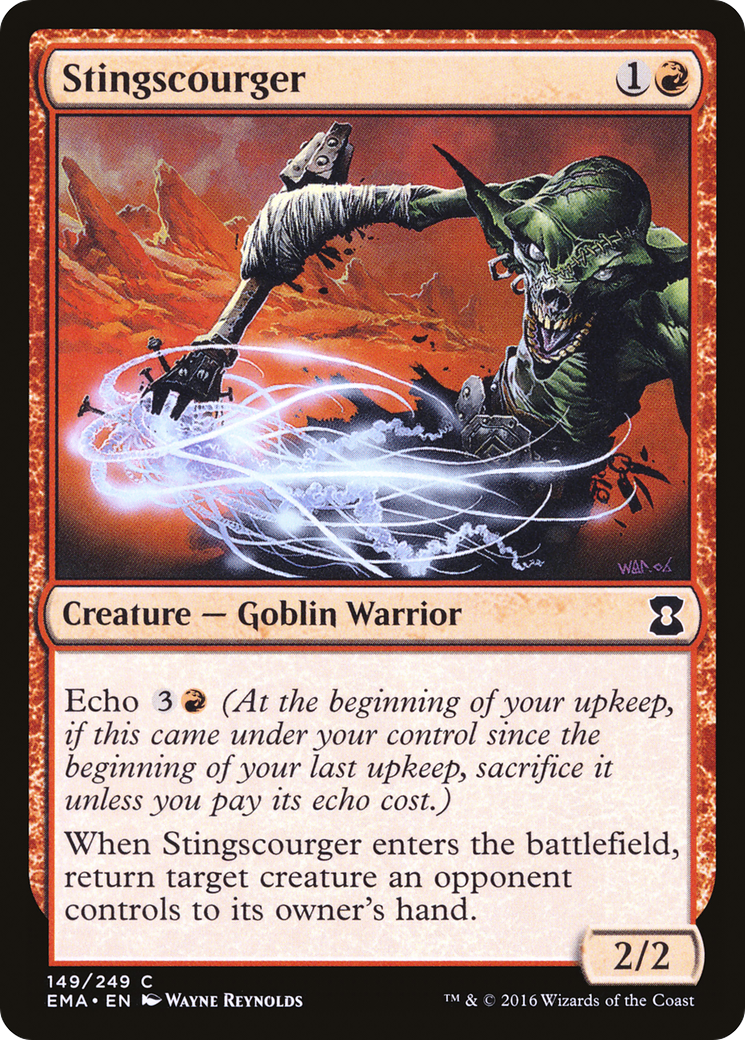 Stingscourger 1
WAR·06
Creature — Goblin Warrior
Echo 3 (At the beginning of your upkeep,
if this came under your control since the
beginning of your last upkeep, sacrifice it
unless you pay its echo cost.)
When Stingscourger enters the battlefield,
return target creature an opponent
controls to its owner's hand.
2/2
149/249 C
EMA • EN Wayne Reynolds
™ & © 2016 Wizards of the Coast